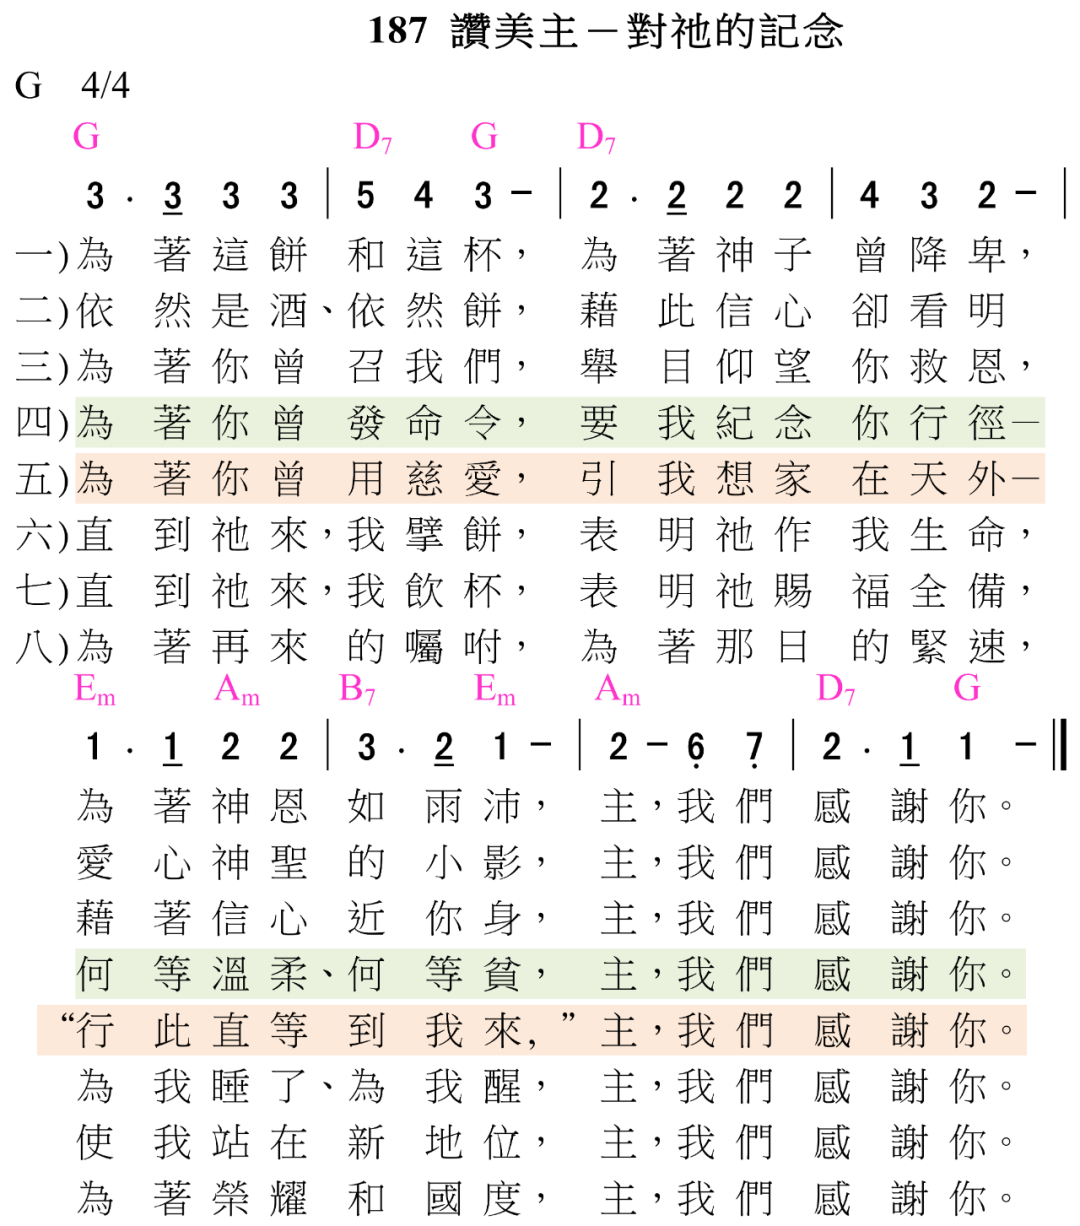 187 讚美主－對祂的記念
G 4/4
G D7 G D7
3 . 3 3 3 | 5 4 3 – | 2 . 2 2 2 | 4 3 2 – |
一)為著這餅和這杯，為著神子曾降卑，
二)依然是酒、依然餅，藉此信心卻看明
三)為著你曾召我們，舉目仰望你救恩，
四)為著你曾發命令，要我紀念你行徑－
五)為著你曾用慈愛，引我想家在天外－
六)直到祂來，我擘餅，表明祂作我生命，
七)直到祂來，我飲杯，表明祂賜福全備，
八)為著再來的囑咐，為著那日的緊速，
Em Am B7 Em Am D7 G
1 . 1 2 2 | 3 . 2 1 – | 2 – 6̣ 7̣ | 2 . 1 1 – ‖
為著神恩如雨沛，主，我們感謝你。
愛心神聖的小影，主，我們感謝你。
藉著信心近你身，主，我們感謝你。
何等溫柔、何等貧，主，我們感謝你。
“行此直等到我來，”主，我們感謝你。
為我睡了、為我醒，主，我們感謝你。
使我站在新地位，主，我們感謝你。
為著榮耀和國度，主，我們感謝你。